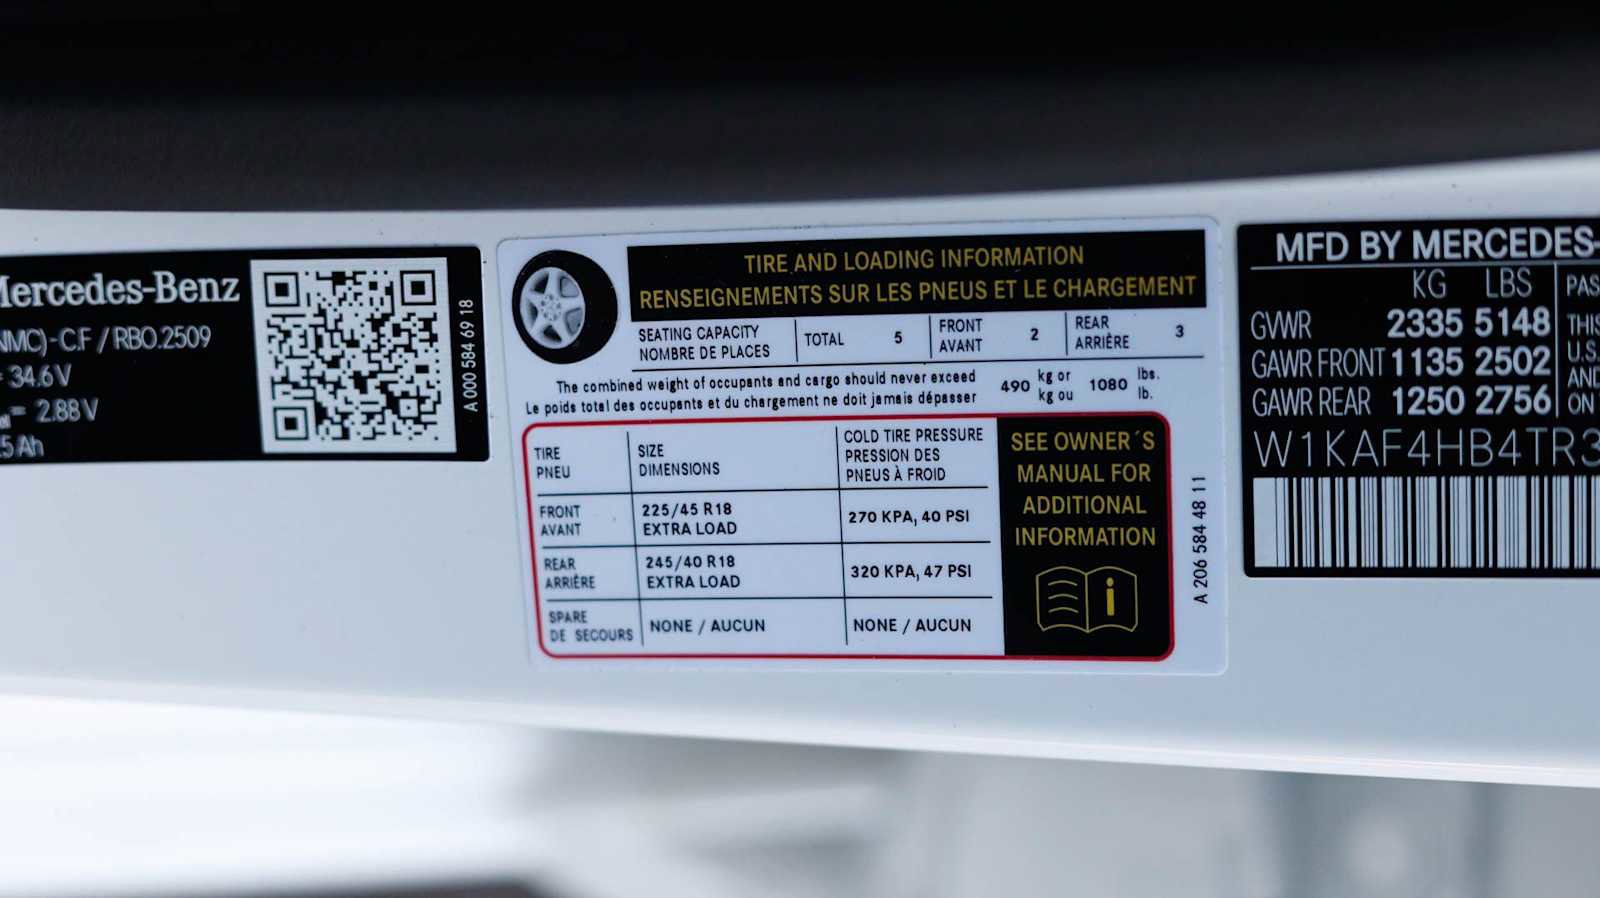 Mercedes-Benz
(NMC)-C.F / RBO.2509
= 34.6V
= 2.88V
5Ah
A 000 584 69 18
TIRE AND LOADING INFORMATION
RENSEIGNEMENTS SUR LES PNEUS ET LE CHARGEMENT
SEATING CAPACITY
NOMBRE DE PLACES
TOTAL 5
FRONT
AVANT
2
REAR
ARRIÈRE
3
The combined weight of occupants and cargo should never exceed
Le poids total des occupants et du chargement ne doit jamais dépasser
490 kg or 1080 lbs.
kg ou lb.
TIRE
PNEU
SIZE
DIMENSIONS
COLD TIRE PRESSURE
PRESSION DES
PNEUS À FROID
FRONT
AVANT
225/45 R18
EXTRA LOAD
270 KPA, 40 PSI
REAR
ARRIÈRE
245/40 R18
EXTRA LOAD
320 KPA, 47 PSI
SPARE
DE SECOURS
NONE / AUCUN
NONE / AUCUN
SEE OWNER´S
MANUAL FOR
ADDITIONAL
INFORMATION
i
A 206 584 48 11
MFD BY MERCEDES-
KG LBS
GVWR 2335 5148
GAWR FRONT 1135 2502
GAWR REAR 1250 2756
W1KAF4HB4TR3
PAS
THIS
U.S.
AND
ON